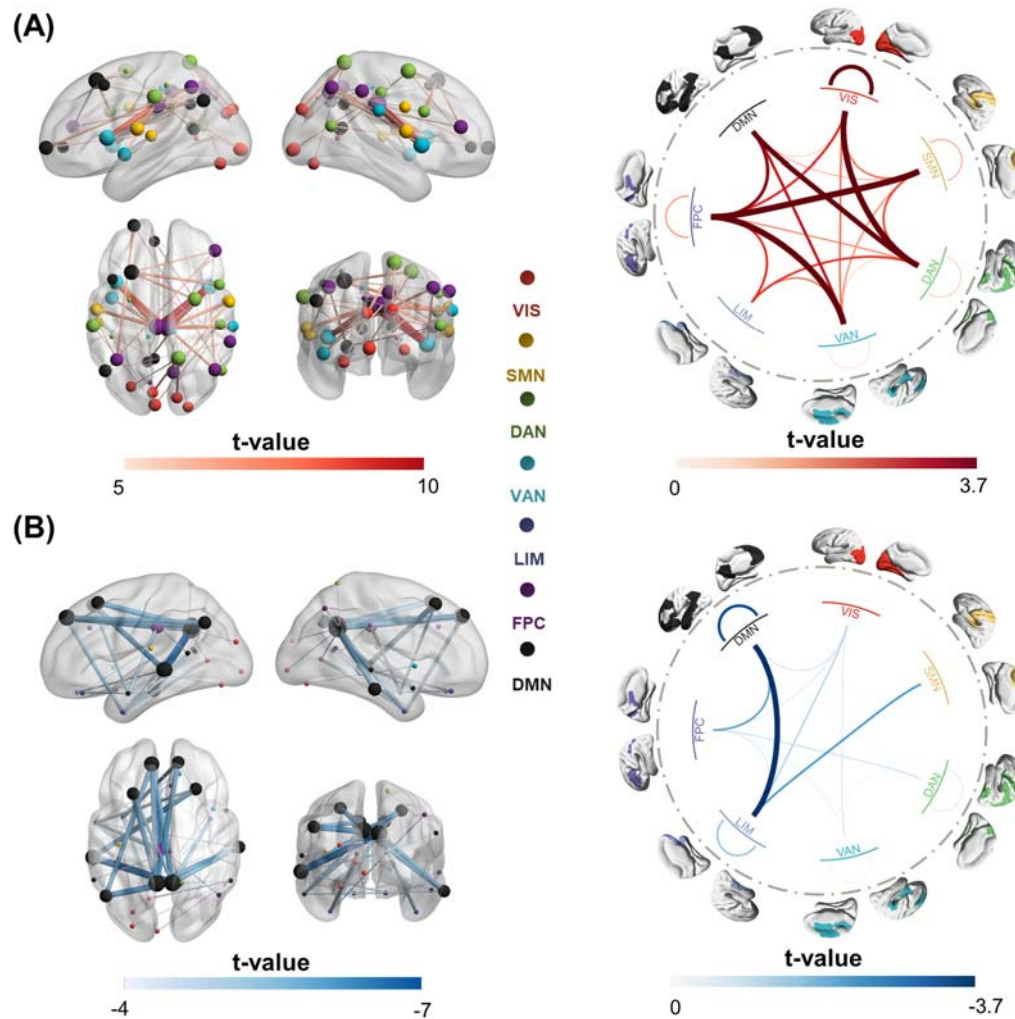 (A)
DMN
VIS
SMN
FPC
DAN
LIM
VAN
VIS
SMN
DAN
VAN
LIM
FPC
DMN
t-value
5 10
t-value
0 3.7
(B)
DMN
VIS
SMN
FPC
DAN
LIM
VAN
t-value
-4 -7
t-value
0 -3.7